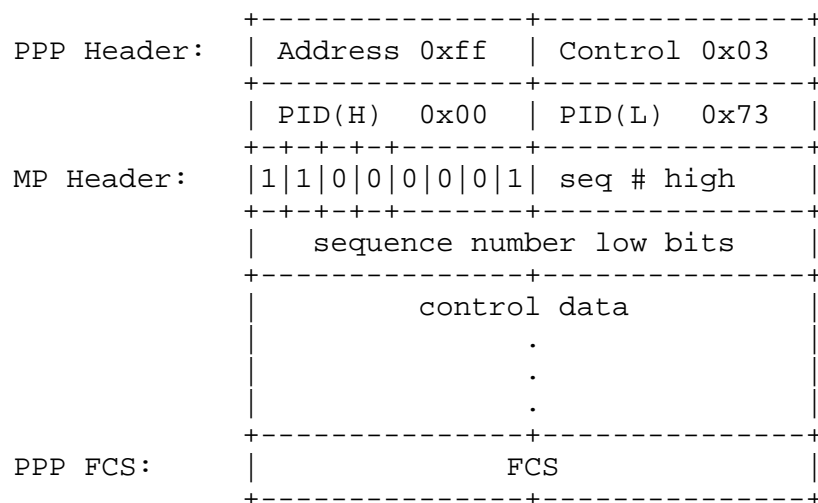 +---------------+---------------+
PPP Header:   | Address 0xff  | Control 0x03  |
              +---------------+---------------+
              | PID(H)  0x00  | PID(L)  0x73  |
              +-+-+-+-+-------+---------------+
MP Header:    |1|1|0|0|0|0|0|1| seq # high    |
              +-+-+-+-+-------+---------------+
              |   sequence number low bits    |
              +---------------+---------------+
              |         control data          |
              |               .               |
              |               .               |
              |               .               |
              +---------------+---------------+
PPP FCS:      |              FCS              |
              +---------------+---------------+